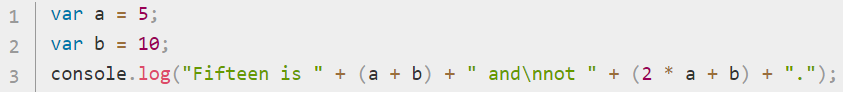 1 var a = 5;
2 var b = 10;
3 console.log("Fifteen is " + (a + b) + " and\nnot " + (2 * a + b) + ".");